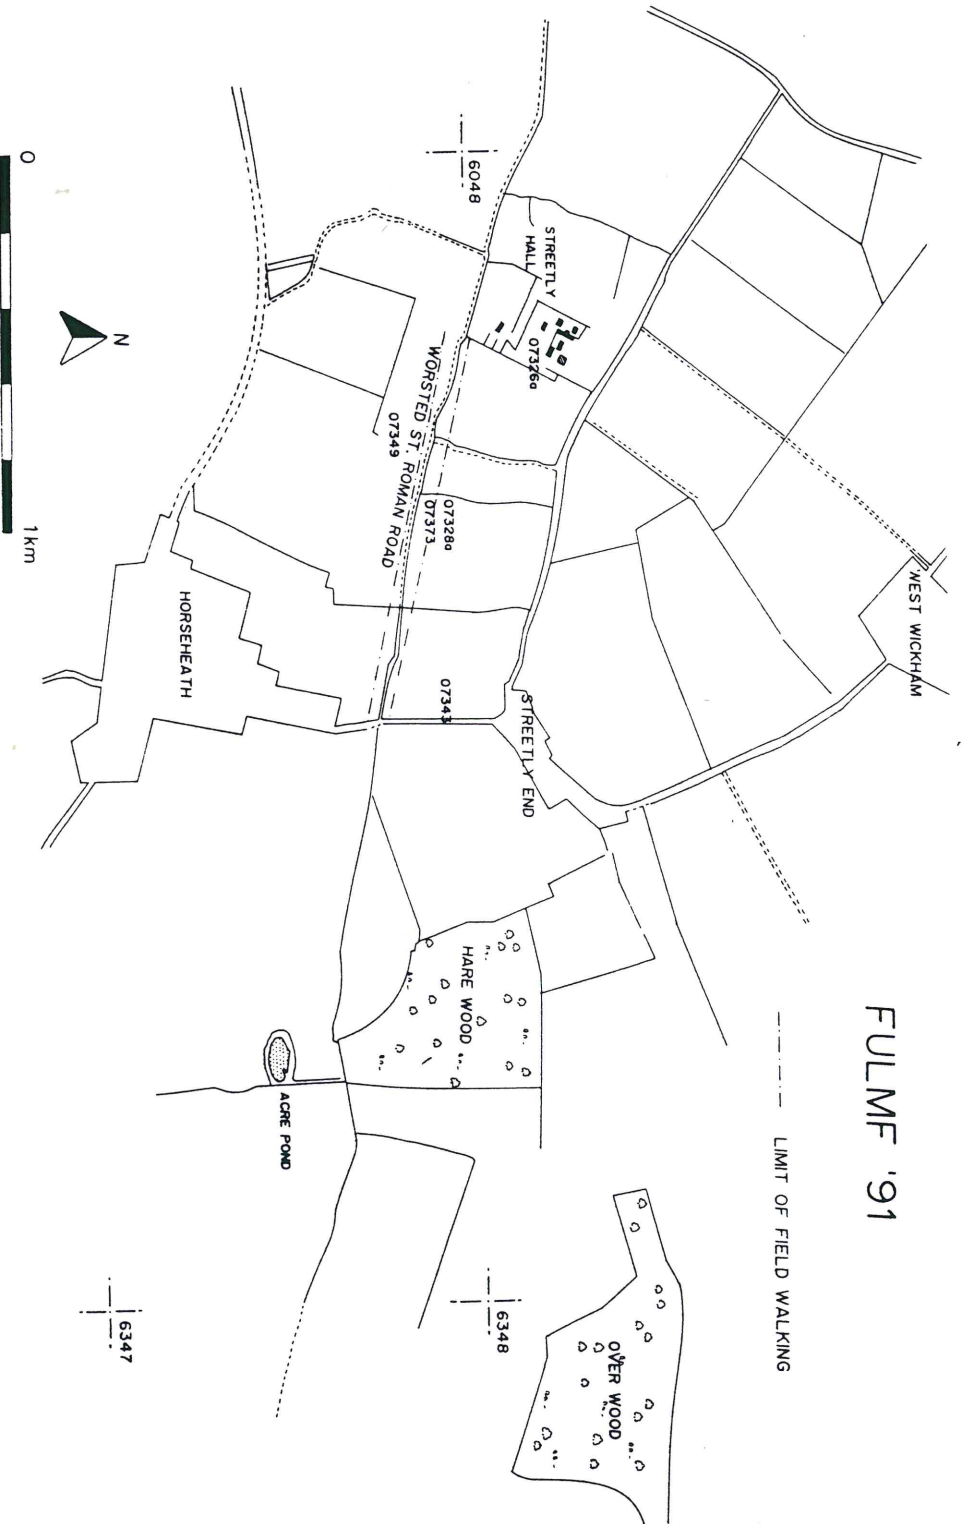 FULMF '91
LIMIT OF FIELD WALKING
WEST WICKHAM
STREETLY
HALL
07326a
6048
WORSTED ST. ROMAN ROAD
07349
07328a
07373
07343
STREETLY END
HORSEHEATH
HARE WOOD
ACRE POND
OVER WOOD
6348
6347
N
0
1km